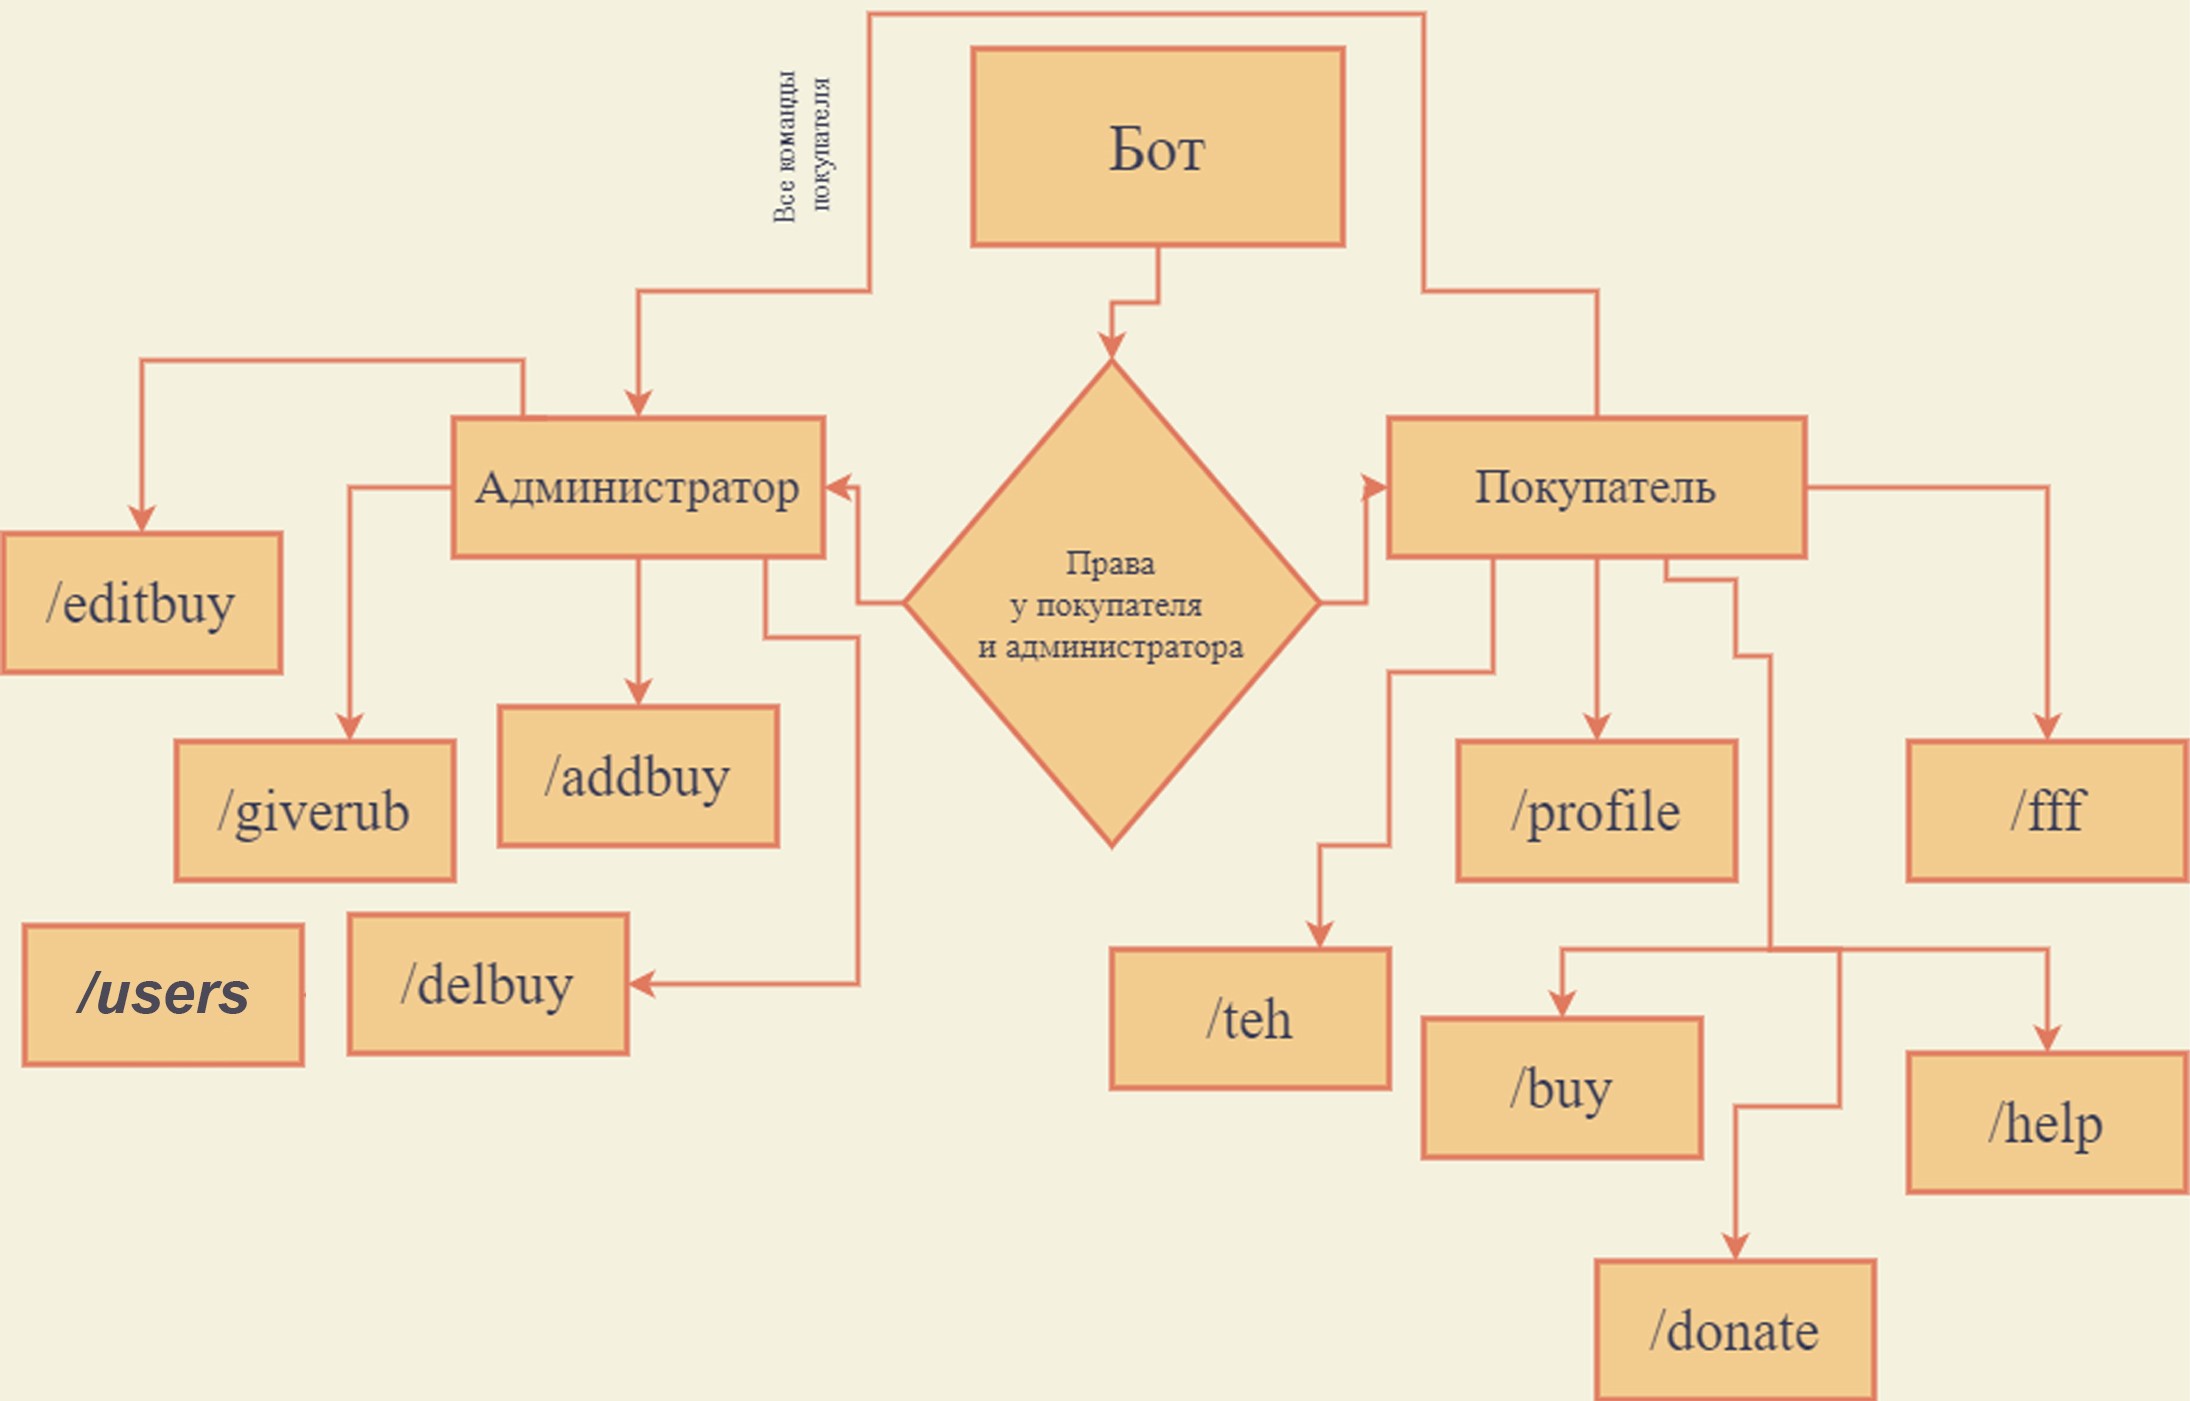 Все команды
покупателя
Бот
Администратор
Покупатель
Права
у покупателя
и администратора
/editbuy
/giverub
/addbuy
/profile
/fff
/users
/delbuy
/teh
/buy
/help
/donate